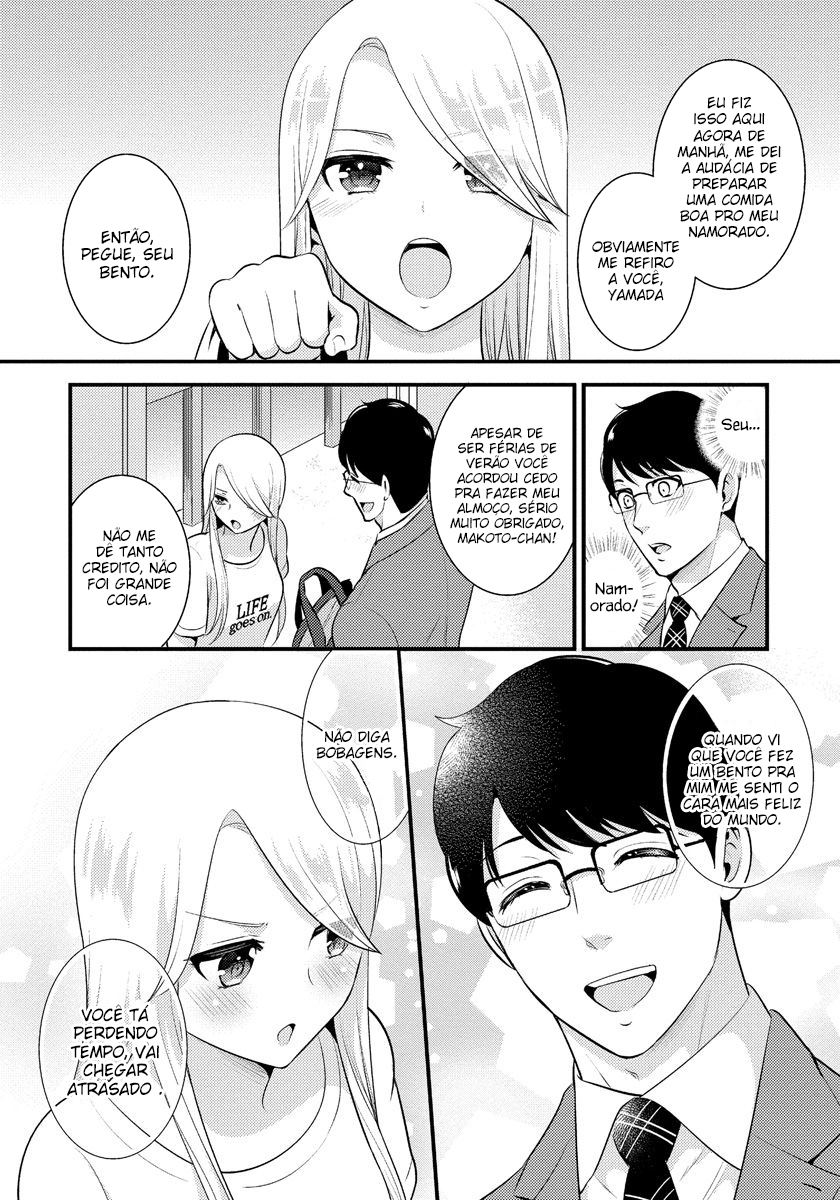 EU FIZ
ISSO AQUI
AGORA DE
MANHÃ, ME DEI
A AUDÁCIA DE
PREPARAR
UMA COMIDA
BOA PRO MEU
NAMORADO.
OBVIAMENTE
ME REFIRO
A VOCÊ,
YAMADA
ENTÃO,
PEGUE, SEU
BENTO.
Seu...
Nam-
orado!
APESAR DE
SER FÉRIAS DE
VERÃO VOCÊ
ACORDOU CEDO
PRA FAZER MEU
ALMOÇO, SÉRIO
MUITO OBRIGADO,
MAKOTO-CHAN!
NÃO ME
DÊ TANTO
CREDITO, NÃO
FOI GRANDE
COISA.
LIFE
goes on.
QUANDO VI
QUE VOCÊ FEZ
UM BENTO PRA
MIM ME SENTI O
CARA MAIS FELIZ
DO MUNDO.
NÃO DIGA
BOBAGENS.
VOCÊ TÁ
PERDENDO
TEMPO, VAI
CHEGAR
ATRASADO .